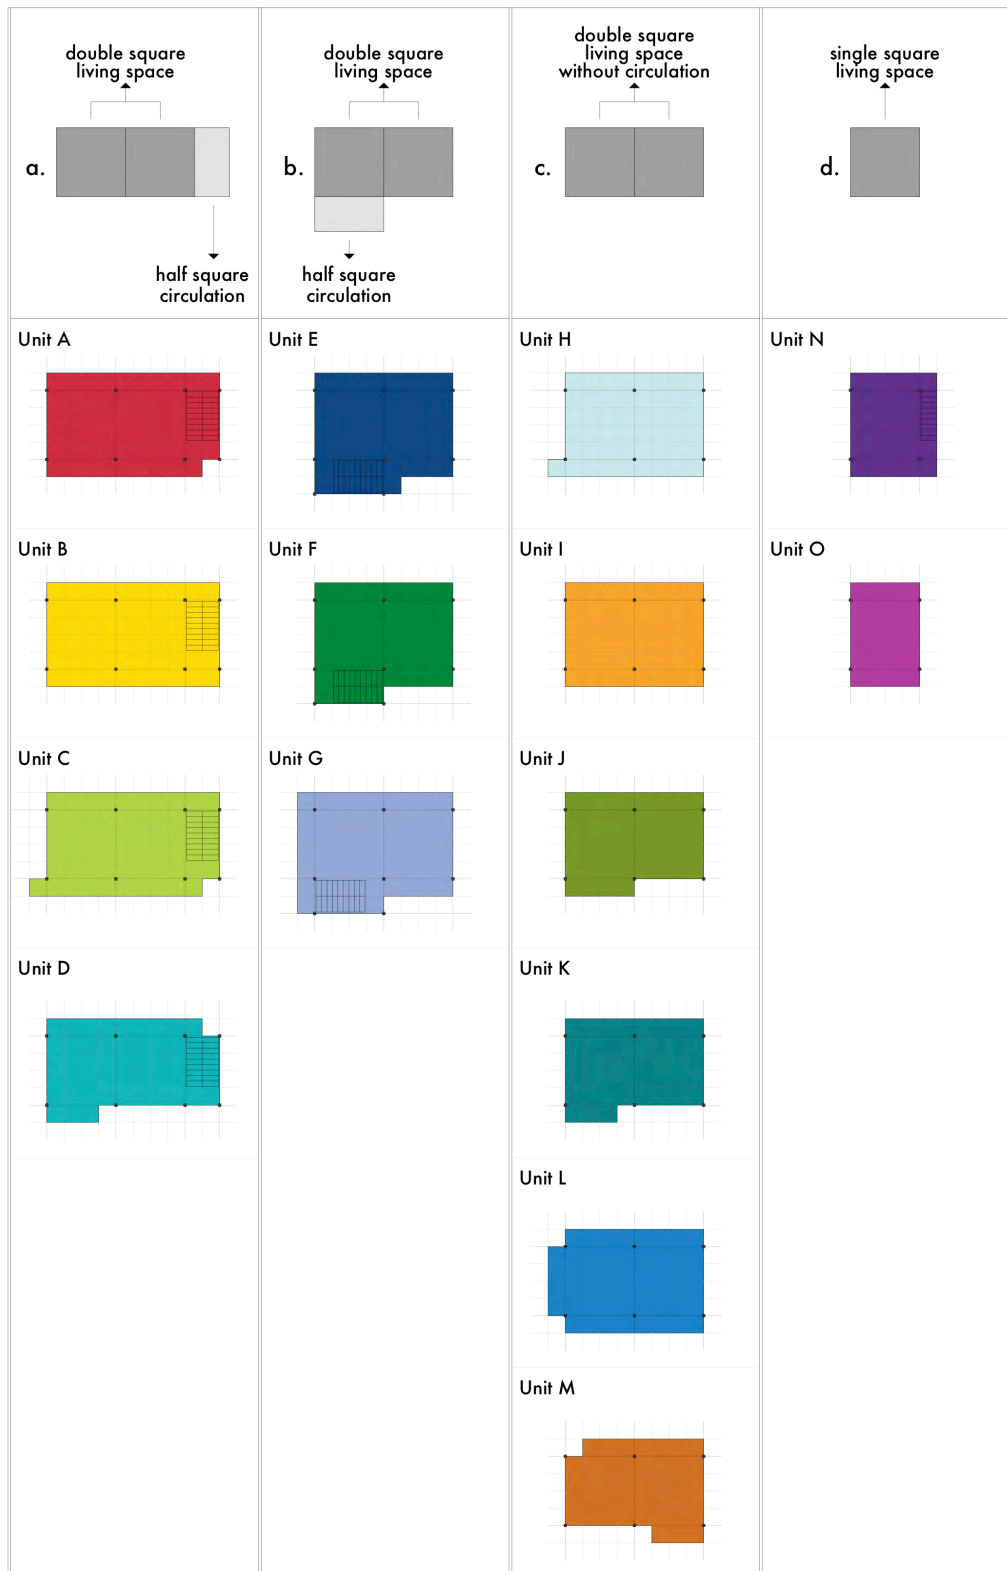 double square
living space
a.
half square
circulation
double square
living space
b.
half square
circulation
double square
living space
without circulation
c.
single square
living space
d.
Unit A
Unit E
Unit H
Unit N
Unit B
Unit F
Unit I
Unit O
Unit C
Unit G
Unit J
Unit D
Unit K
Unit L
Unit M